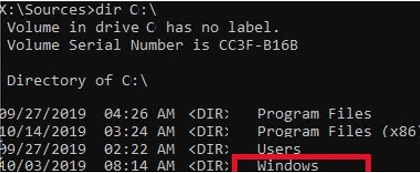 X:\Sources>dir C:\
Volume in drive C has no label.
Volume Serial Number is CC3F-B16B
Directory of C:\
09/27/2019 04:26 AM <DIR> Program Files
10/14/2019 03:24 AM <DIR> Program Files (x86)
09/27/2019 02:22 AM <DIR> Users
10/03/2019 08:14 AM <DIR> Windows